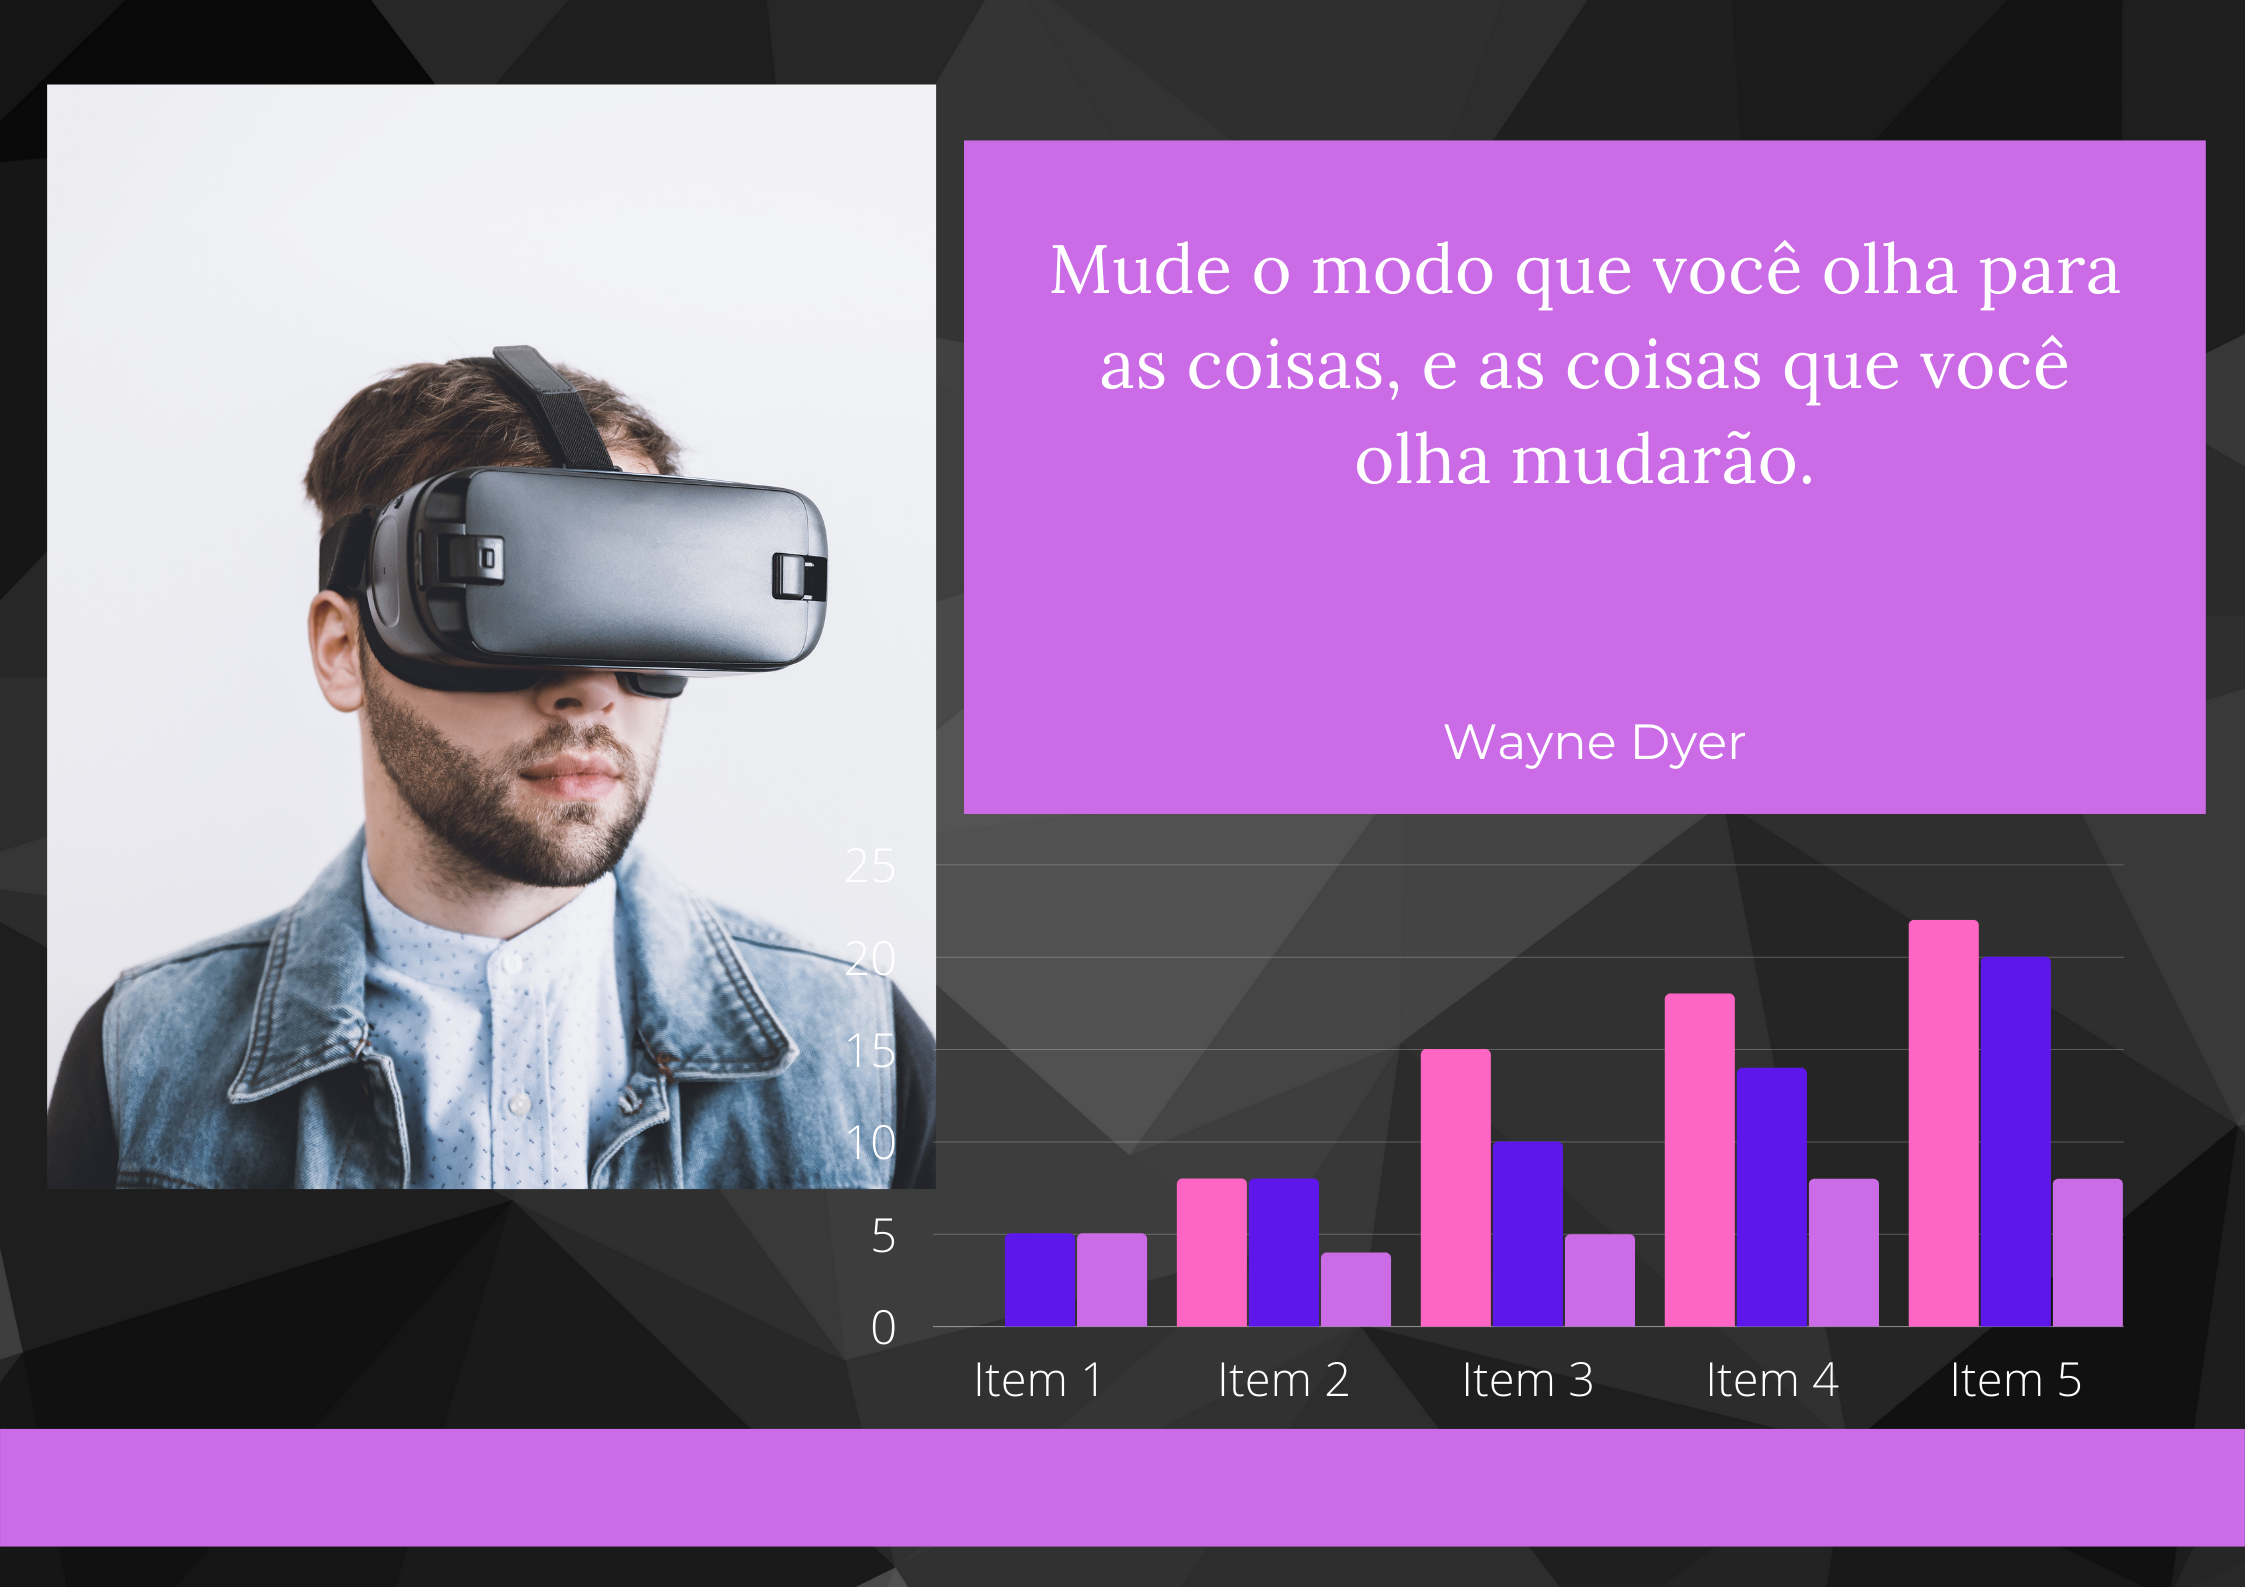 Mude o modo que você olha para
as coisas, e as coisas que você
olha mudarão.
Wayne Dyer
25
20
15
10
5
0
Item 1
Item 2
Item 3
Item 4
Item 5